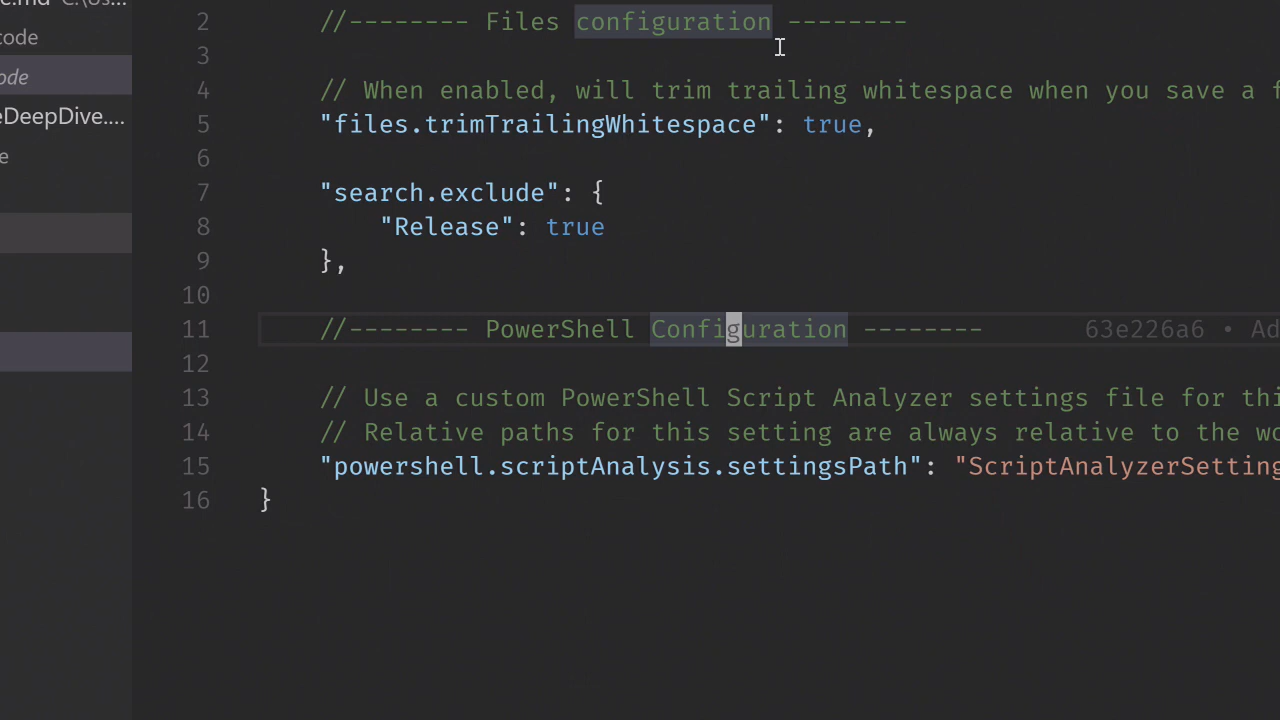 .md C:\Us...
code
ode
eDeepDive....
e
2 //-------- Files configuration --------
3
4 // When enabled, will trim trailing whitespace when you save a f
5 "files.trimTrailingWhitespace": true,
6
7 "search.exclude": {
8 "Release": true
9 },
10
11 //-------- PowerShell Configuration -------- 63e226a6 • Ad
12
13 // Use a custom PowerShell Script Analyzer settings file for thi
14 // Relative paths for this setting are always relative to the wo
15 "powershell.scriptAnalysis.settingsPath": "ScriptAnalyzerSetting
16 }